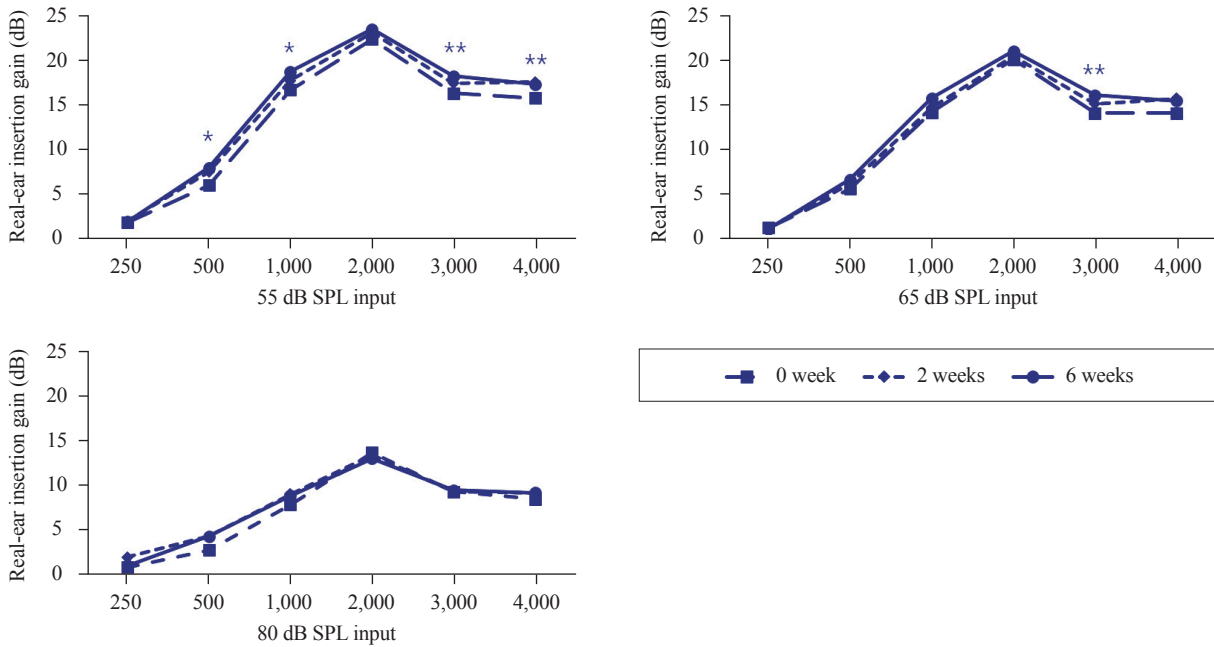 Real-ear insertion gain (dB)
25
20
15
10
5
0
*
*
**
**
250 500 1,000 2,000 3,000 4,000
55 dB SPL input
Real-ear insertion gain (dB)
25
20
15
10
5
0
**
250 500 1,000 2,000 3,000 4,000
65 dB SPL input
Real-ear insertion gain (dB)
25
20
15
10
5
0
250 500 1,000 2,000 3,000 4,000
80 dB SPL input
0 week 2 weeks 6 weeks